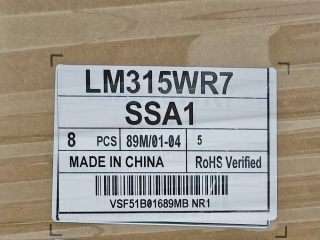 LM315WR7
SSA1
8 PCS 89M/01-04 5
MADE IN CHINA RoHS Verified
VSF51B01689MB NR1